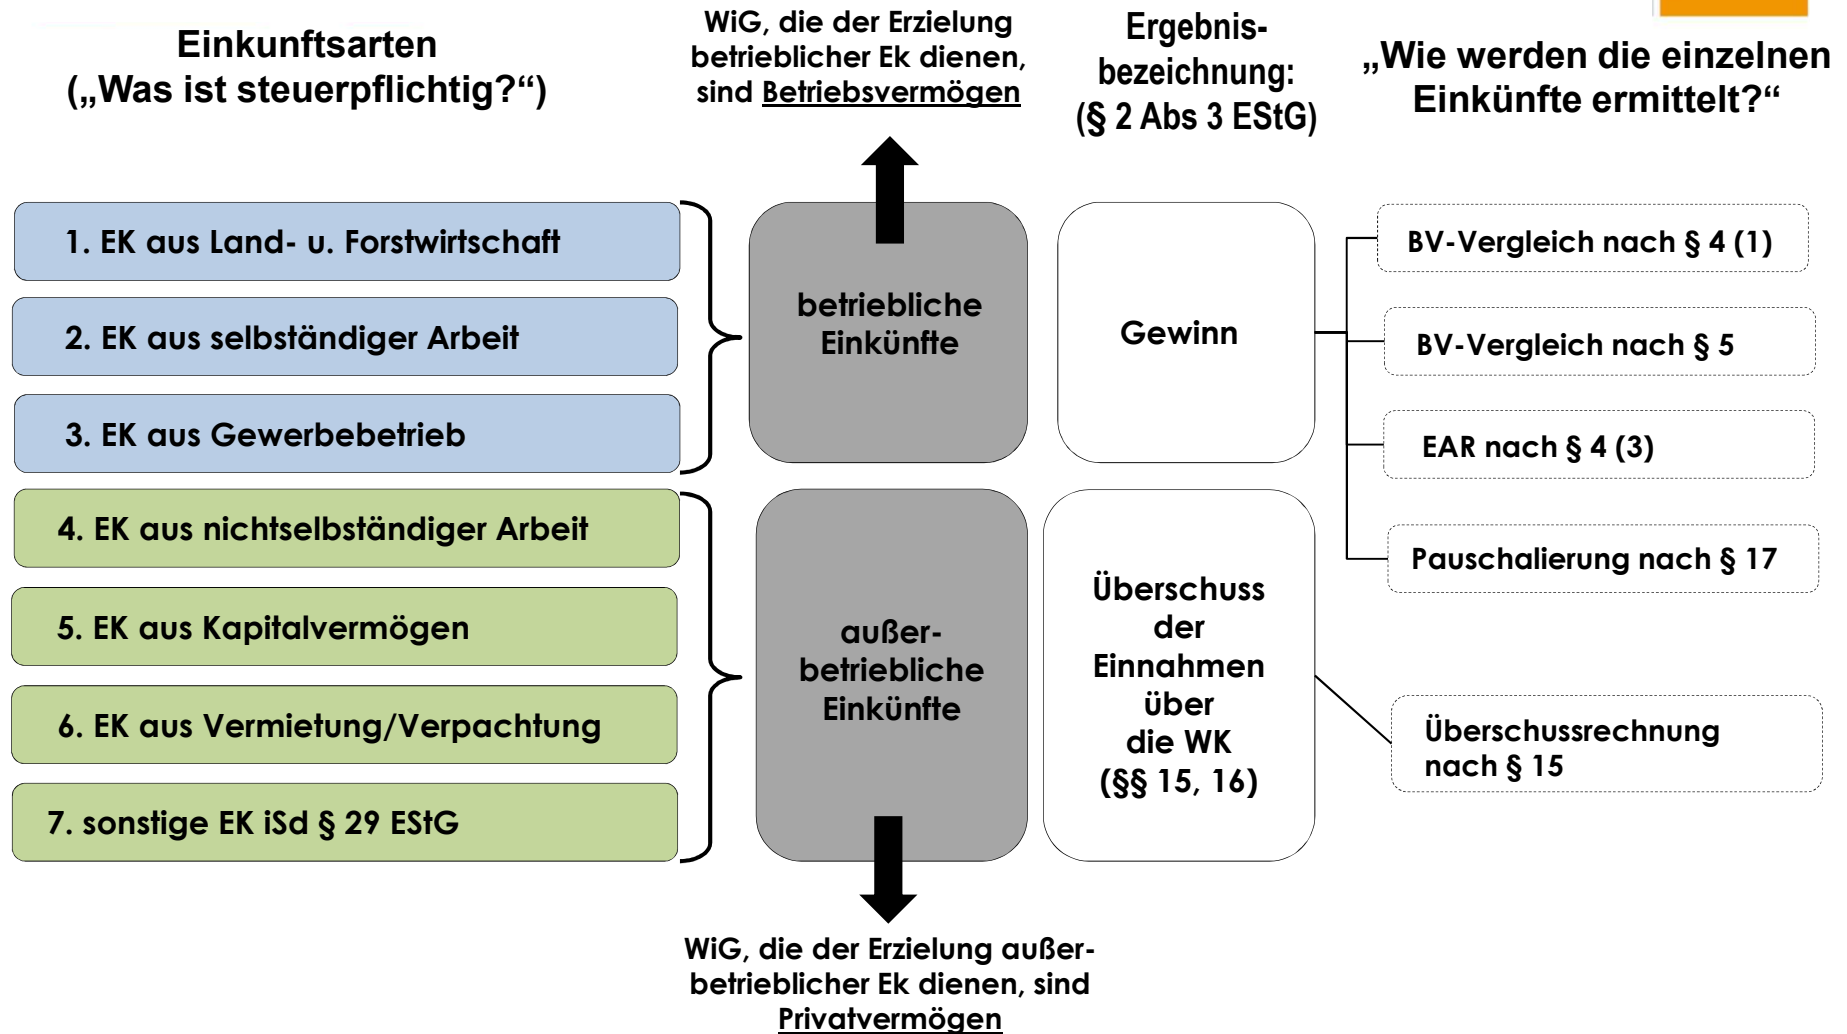 Einkunftsarten
(„Was ist steuerpflichtig?“)
WiG, die der Erzielung
betrieblicher Ek dienen,
sind Betriebsvermögen
Ergebnis-
bezeichnung:
(§ 2 Abs 3 EStG)
„Wie werden die einzelnen
Einkünfte ermittelt?“
1. EK aus Land- u. Forstwirtschaft
2. EK aus selbständiger Arbeit
3. EK aus Gewerbebetrieb
betriebliche
Einkünfte
Gewinn
BV-Vergleich nach § 4 (1)
BV-Vergleich nach § 5
EAR nach § 4 (3)
Pauschalierung nach § 17
4. EK aus nichtselbständiger Arbeit
5. EK aus Kapitalvermögen
6. EK aus Vermietung/Verpachtung
7. sonstige EK iSd § 29 EStG
außer-
betriebliche
Einkünfte
Überschuss
der
Einnahmen
über
die WK
(§§ 15, 16)
Überschussrechnung
nach § 15
WiG, die der Erzielung außer-
betrieblicher Ek dienen, sind
Privatvermögen